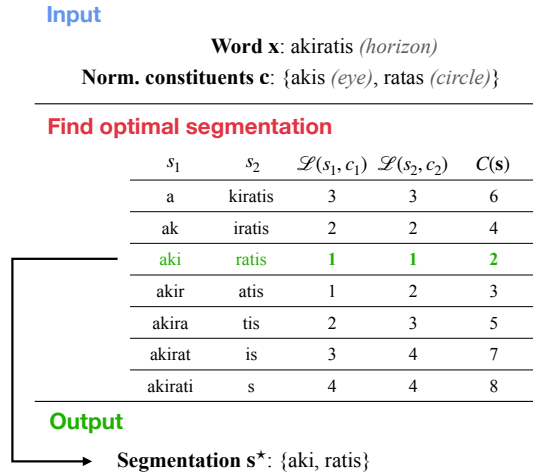 Input
Word x: akiratis (horizon)
Norm. constituents c: {akis (eye), ratas (circle)}
Find optimal segmentation
s₁ s₂ ℒ(s₁, c₁) ℒ(s₂, c₂) C(s)
a kiratis 3 3 6
ak iratis 2 2 4
aki ratis 1 1 2
akir atis 1 2 3
akira tis 2 3 5
akirat is 3 4 7
akirati s 4 4 8
Output
Segmentation s⋆: {aki, ratis}